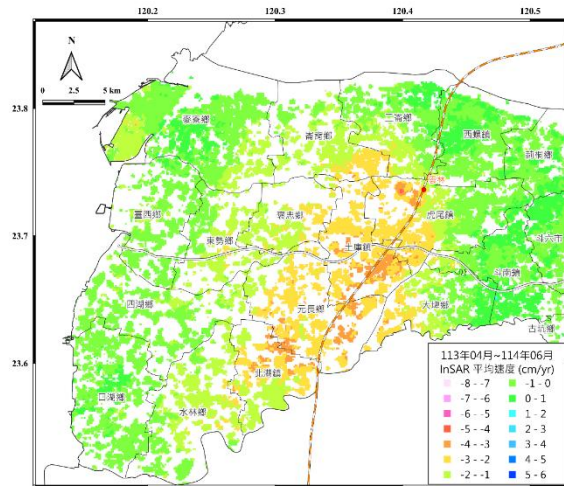 120.2 120.3 120.4 120.5
N
0 2.5 5 km
23.8
麥寮鄉 崙背鄉 二崙鄉 西螺鎮 莿桐鄉
雲林
臺西鄉 東勢鄉 褒忠鄉 土庫鎮 虎尾鎮 斗六市
23.7
斗南鎮
四湖鄉 元長鄉 大埤鄉 古坑鄉
23.6
口湖鄉 水林鄉 北港鎮
113年04月~114年06月
InSAR 平均速度 (cm/yr)
-8 - -7 -1 - 0
-7 - -6 0 - 1
-6 - -5 1 - 2
-5 - -4 2 - 3
-4 - -3 3 - 4
-3 - -2 4 - 5
-2 - -1 5 - 6